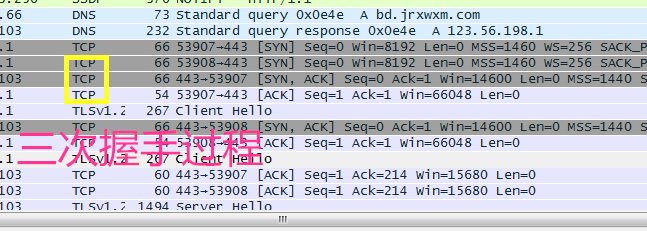 .66 DNS 73 Standard query 0x0e4e A bd.jrxwxm.com
DNS 232 Standard query response 0x0e4e A 123.56.198.1
.1 TCP 66 53907→443 [SYN] Seq=0 Win=8192 Len=0 MSS=1460 WS=256 SACK_P
.1 TCP 66 53908→443 [SYN] Seq=0 Win=8192 Len=0 MSS=1460 WS=256 SACK_P
103 TCP 66 443→53907 [SYN, ACK] Seq=0 Ack=1 Win=14600 Len=0 MSS=1440 S
.1 TCP 54 53907→443 [ACK] Seq=1 Ack=1 Win=66048 Len=0
.1 TLSv1.2 267 Client Hello
103 TCP 66 443→53908 [SYN, ACK] Seq=0 Ack=1 Win=14600 Len=0 MSS=1440 S
三次握手过程
.1 TCP 54 53908→443 [ACK] Seq=1 Ack=1 Win=66048 Len=0
.1 TLSv1.2 267 Client Hello
103 TCP 60 443→53907 [ACK] Seq=1 Ack=214 Win=15680 Len=0
103 TCP 60 443→53908 [ACK] Seq=1 Ack=214 Win=15680 Len=0
103 TLSv1.2 1494 Server Hello